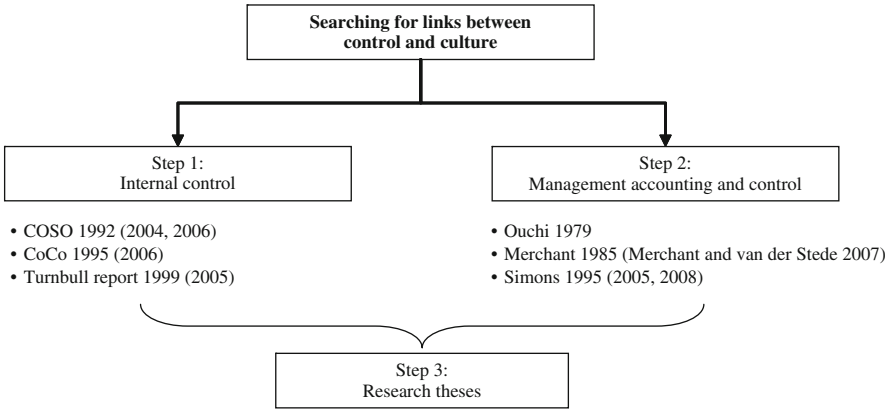 Searching for links between
control and culture
Step 1:
Internal control
• COSO 1992 (2004, 2006)
• CoCo 1995 (2006)
• Turnbull report 1999 (2005)
Step 2:
Management accounting and control
• Ouchi 1979
• Merchant 1985 (Merchant and van der Stede 2007)
• Simons 1995 (2005, 2008)
Step 3:
Research theses